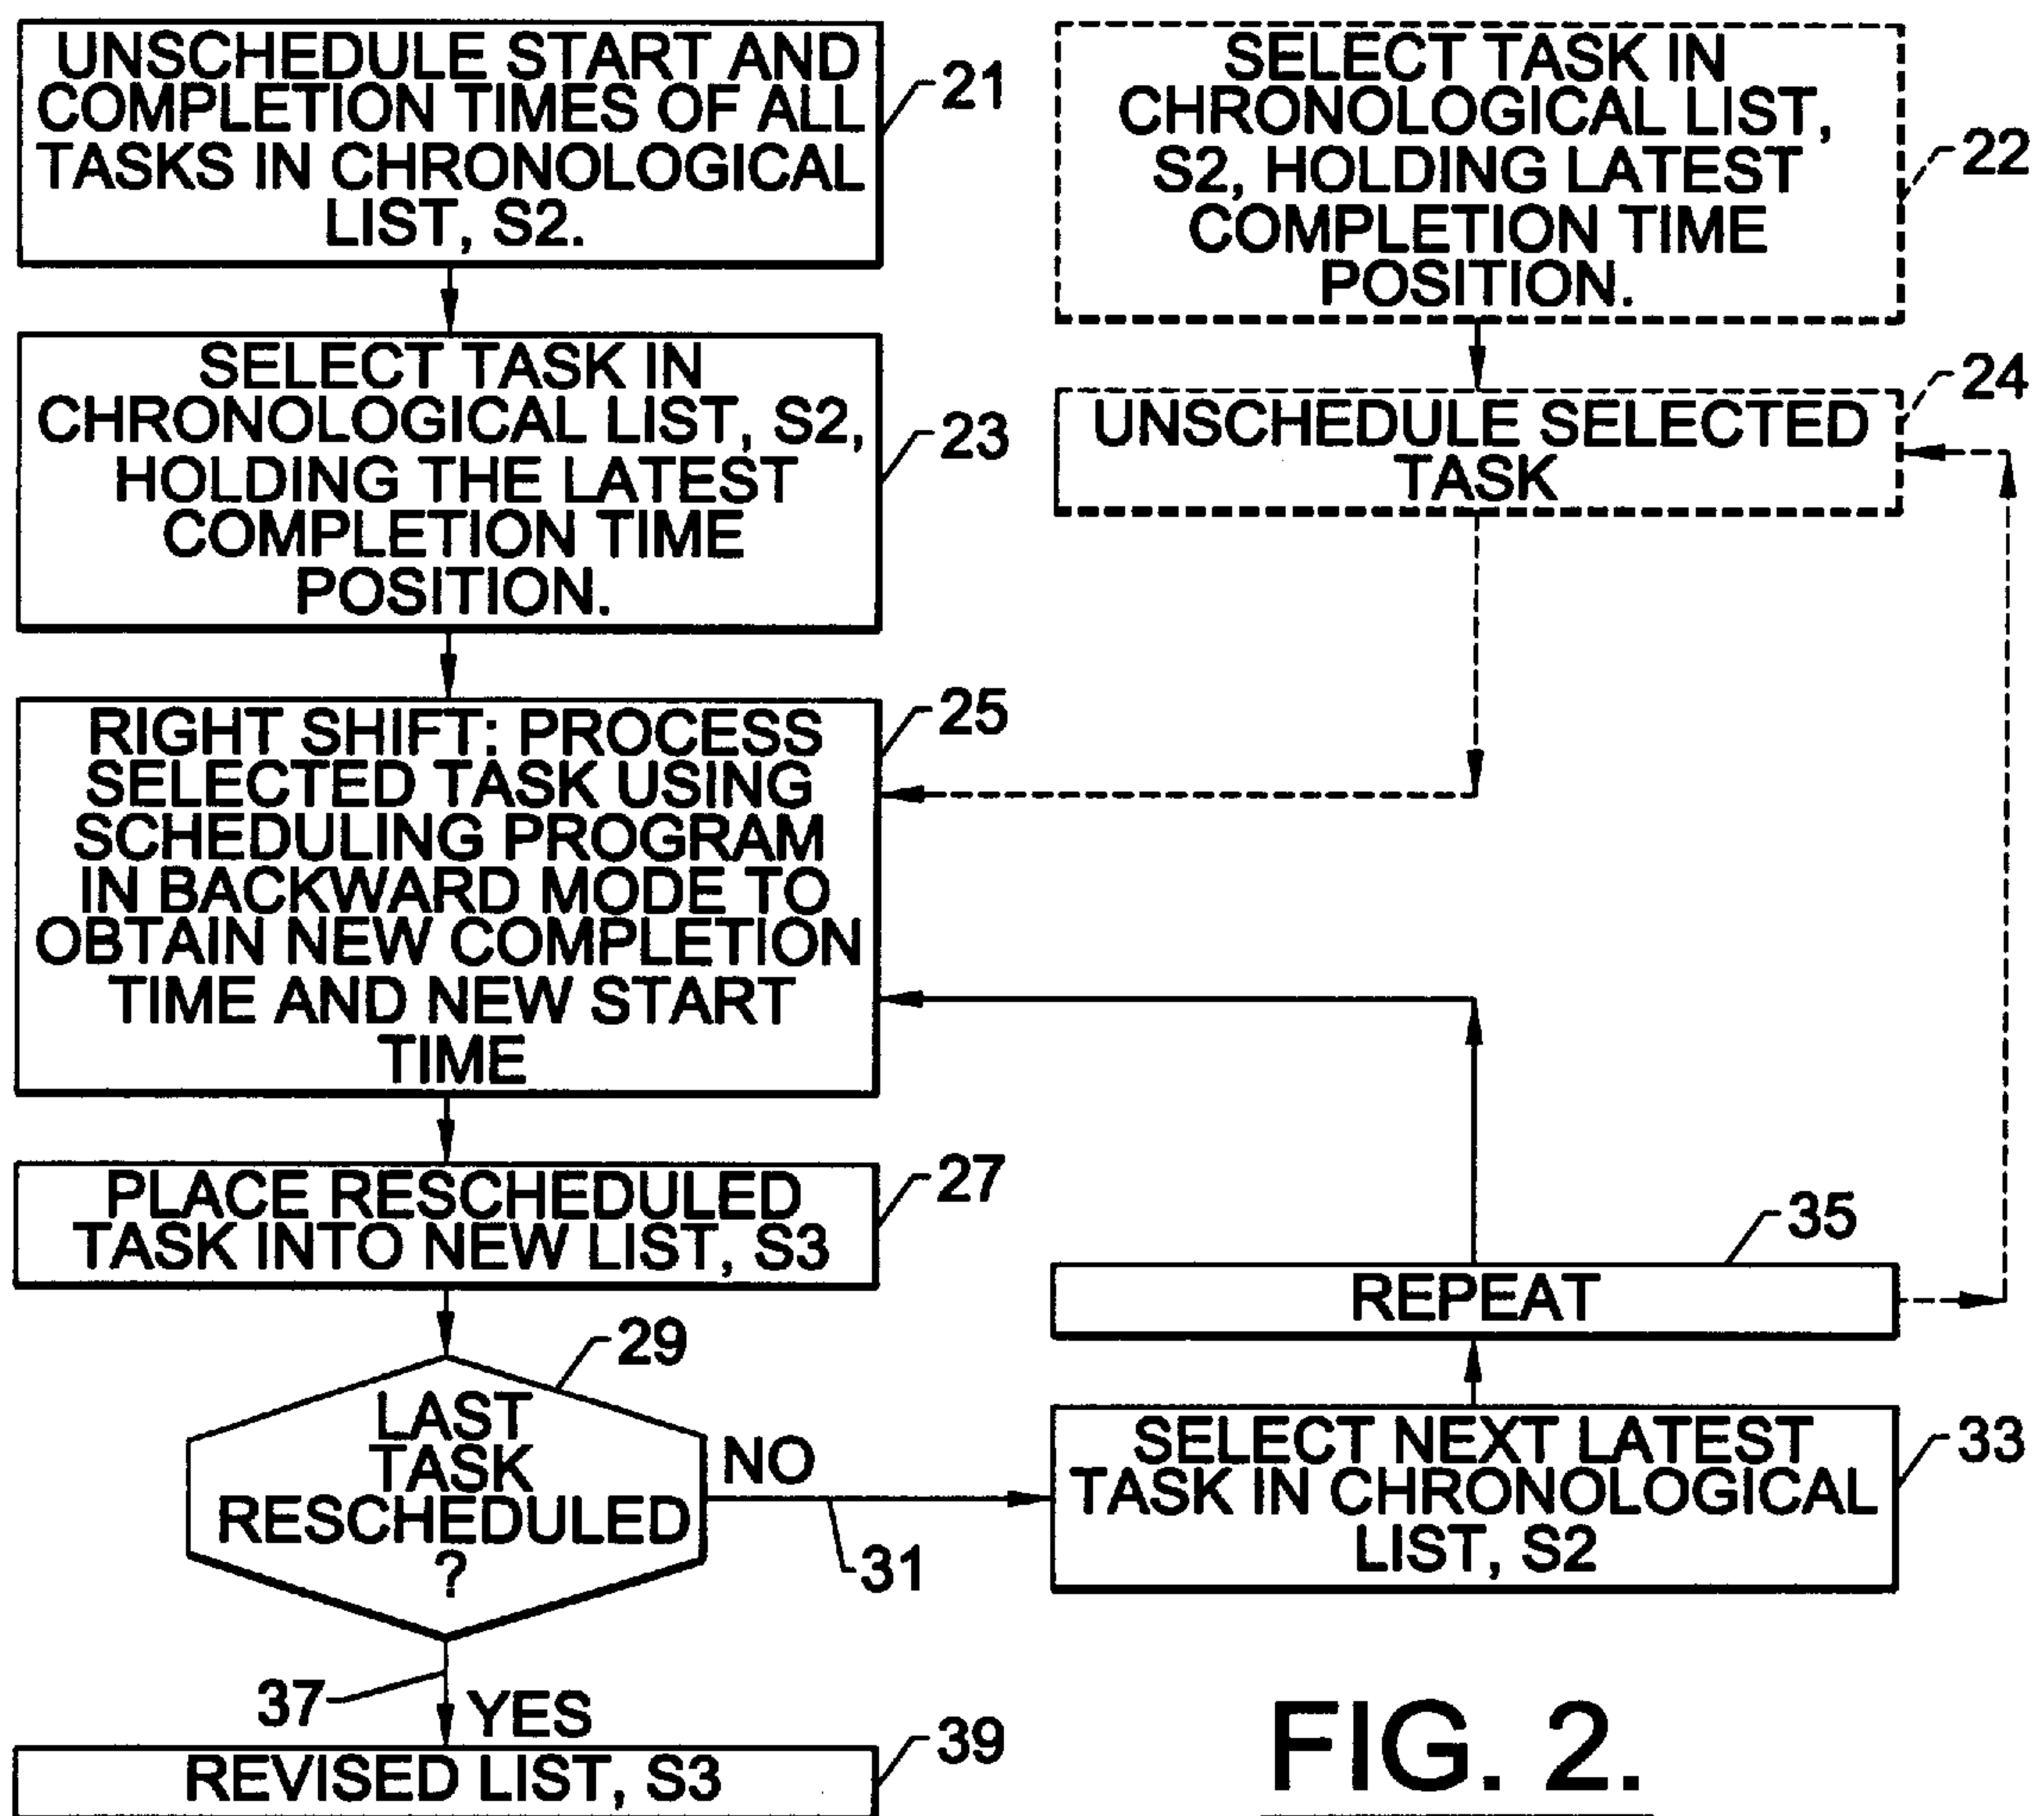 UNSCHEDULE START AND
COMPLETION TIMES OF ALL
TASKS IN CHRONOLOGICAL
LIST, S2.
21
SELECT TASK IN
CHRONOLOGICAL LIST,
S2, HOLDING LATEST
COMPLETION TIME
POSITION.
22
SELECT TASK IN
CHRONOLOGICAL LIST, S2,
HOLDING THE LATEST
COMPLETION TIME
POSITION.
23
UNSCHEDULE SELECTED
TASK
24
RIGHT SHIFT: PROCESS
SELECTED TASK USING
SCHEDULING PROGRAM
IN BACKWARD MODE TO
OBTAIN NEW COMPLETION
TIME AND NEW START
TIME
25
PLACE RESCHEDULED
TASK INTO NEW LIST, S3
27
LAST
TASK
RESCHEDULED
?
29
NO
31
SELECT NEXT LATEST
TASK IN CHRONOLOGICAL
LIST, S2
33
REPEAT
35
37
YES
REVISED LIST, S3
39
FIG. 2.